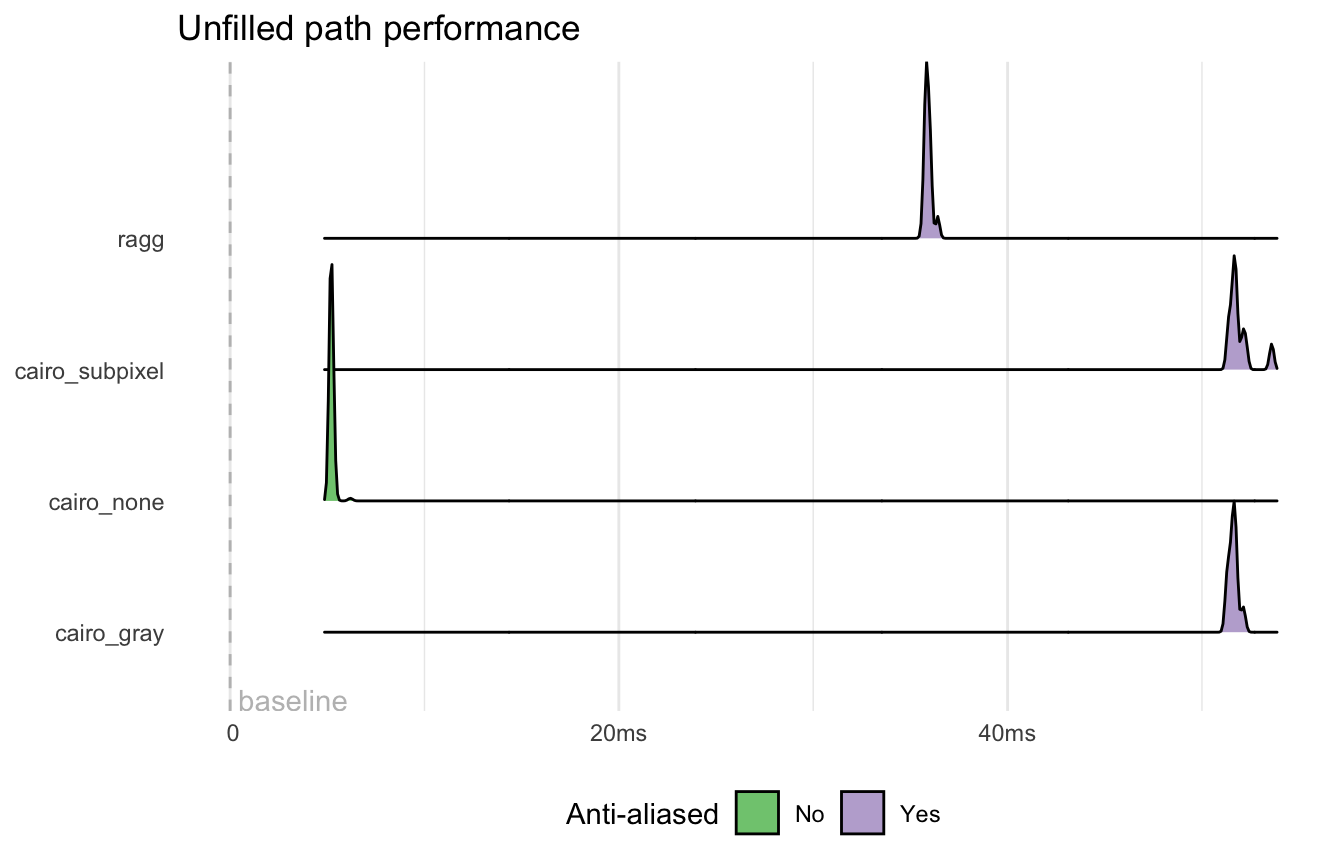 Unfilled path performance
ragg
cairo_subpixel
cairo_none
cairo_gray
baseline
0 20ms 40ms
Anti-aliased No Yes